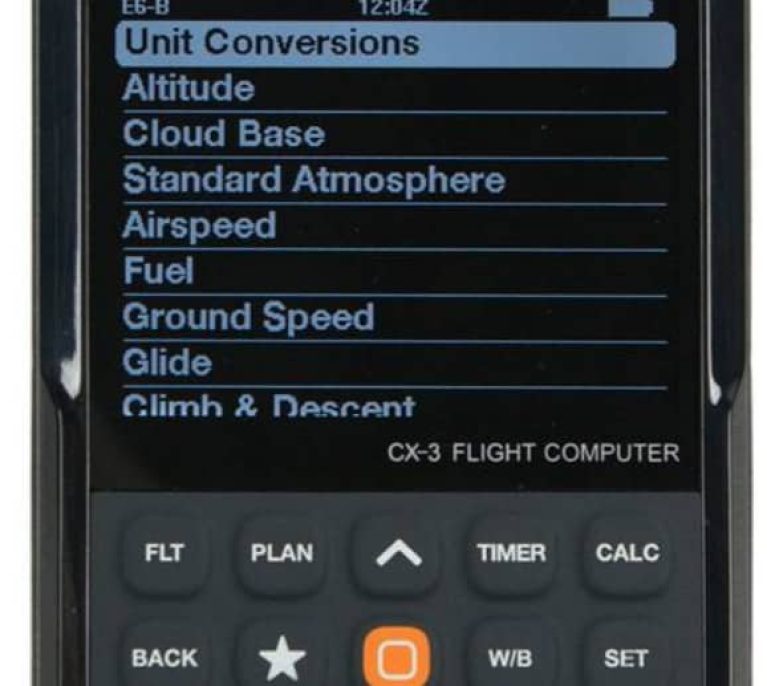 E6-B 12:04Z
Unit Conversions
Altitude
Cloud Base
Standard Atmosphere
Airspeed
Fuel
Ground Speed
Glide
Climb & Descent
CX-3 FLIGHT COMPUTER
FLT PLAN TIMER CALC
BACK W/B SET